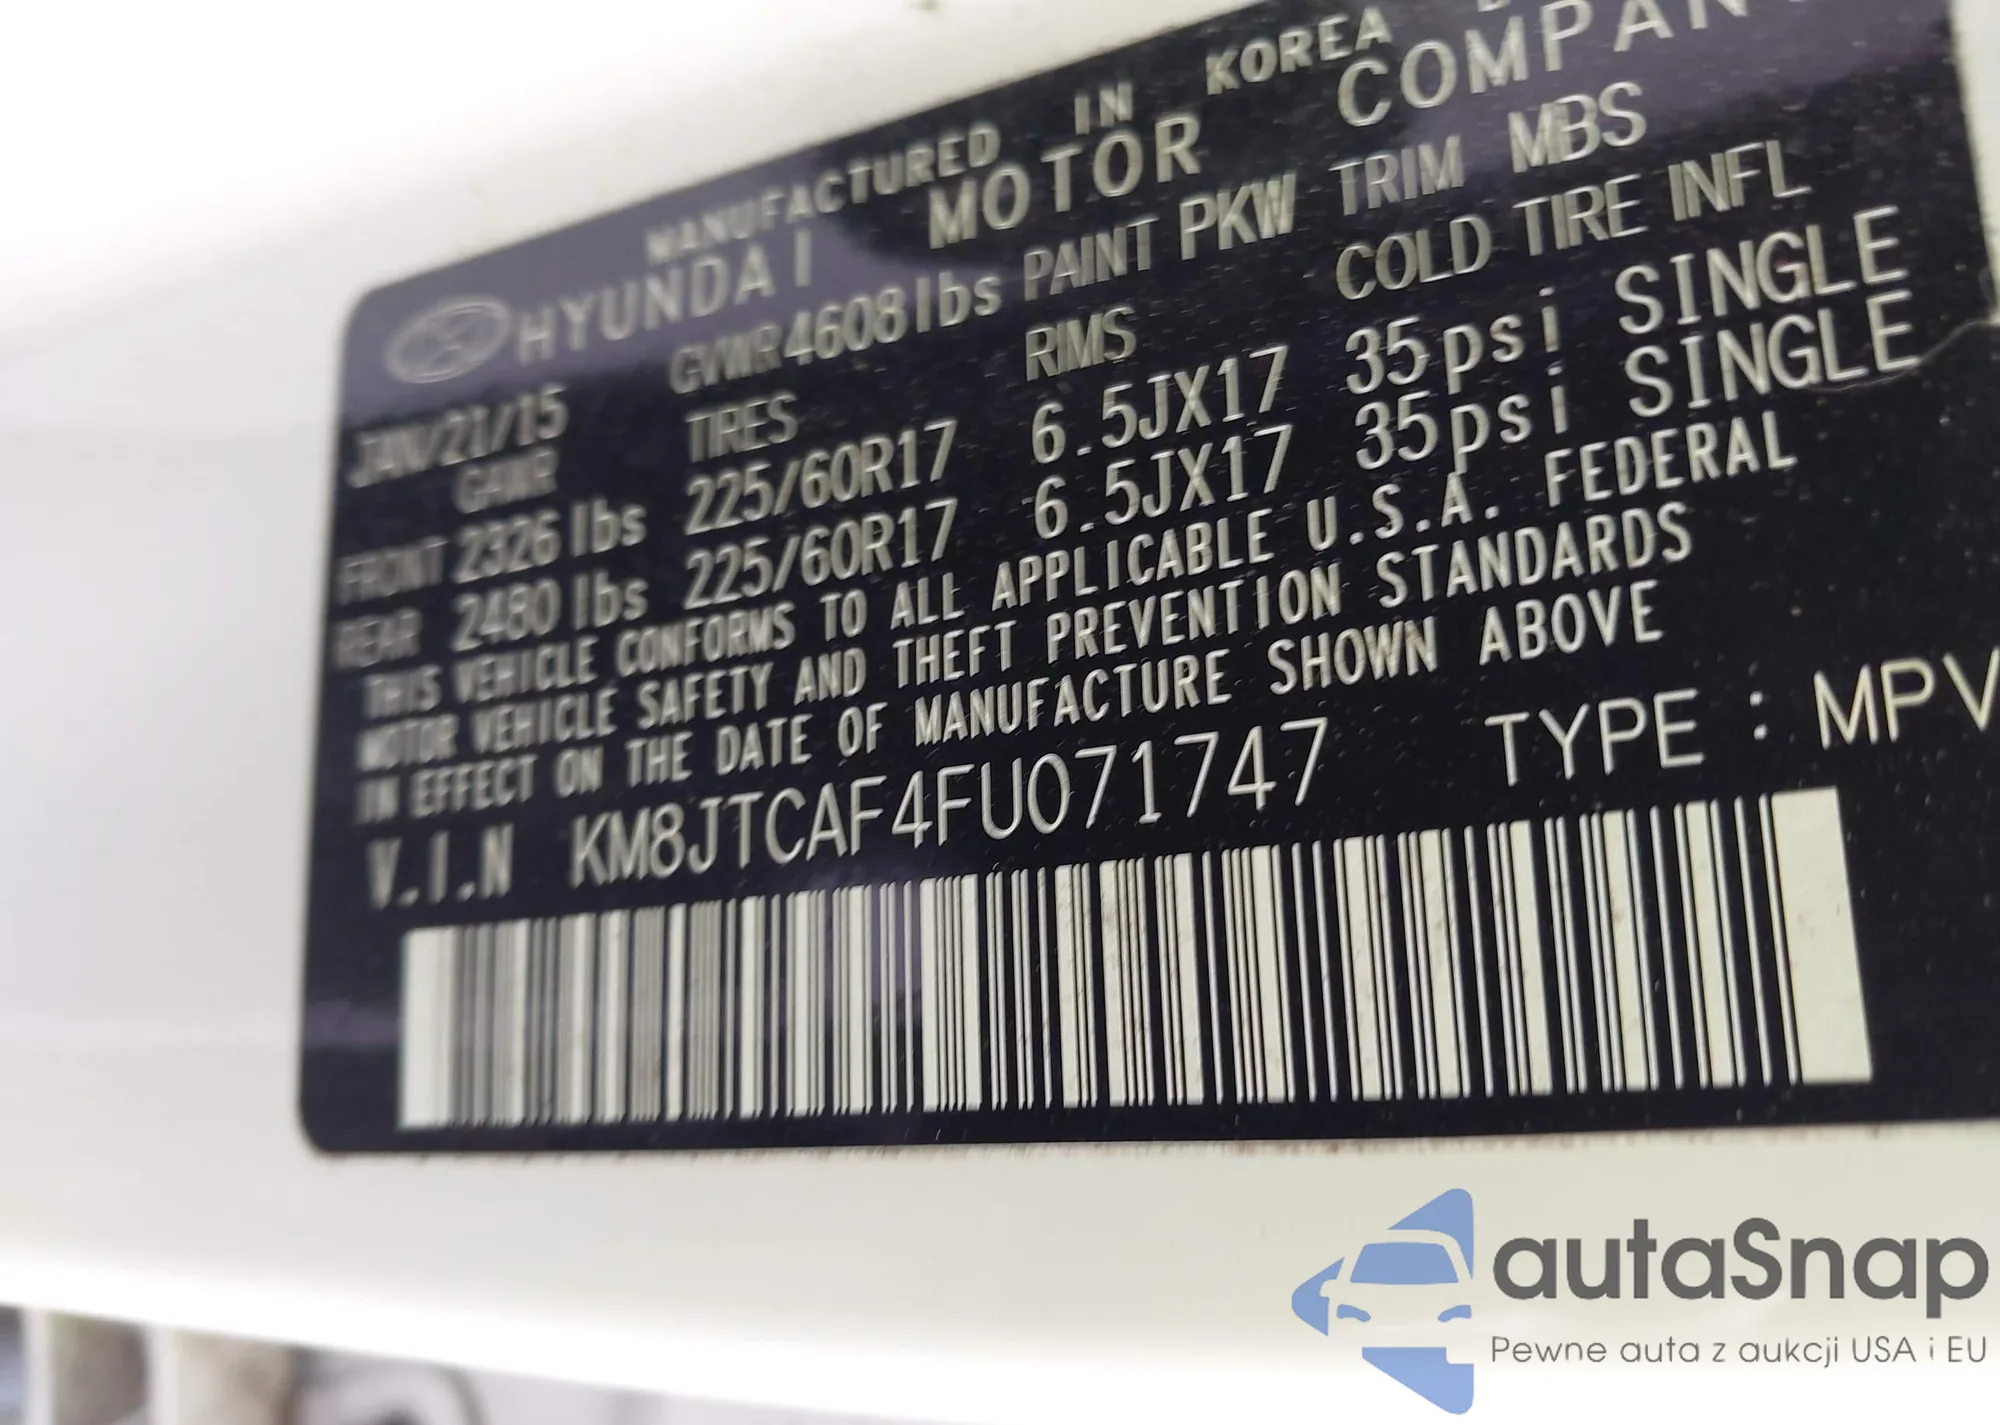 MANUFACTURED IN KOREA
HYUNDAI MOTOR COMPAN
JAN/21/15 GVWR 4608lbs PAINT PKW TRIM MBS
GAWR TIRES RIMS COLD TIRE INFL
FRONT 2326 lbs 225/60R17 6.5JX17 35psi SINGLE
REAR 2480 lbs 225/60R17 6.5JX17 35psi SINGLE
THIS VEHICLE CONFORMS TO ALL APPLICABLE U.S.A. FEDERAL
MOTOR VEHICLE SAFETY AND THEFT PREVENTION STANDARDS
IN EFFECT ON THE DATE OF MANUFACTURE SHOWN ABOVE
V.I.N KM8JTCAF4FU071747 TYPE : MPV
autaSnap
Pewne auta z aukcji USA i EU